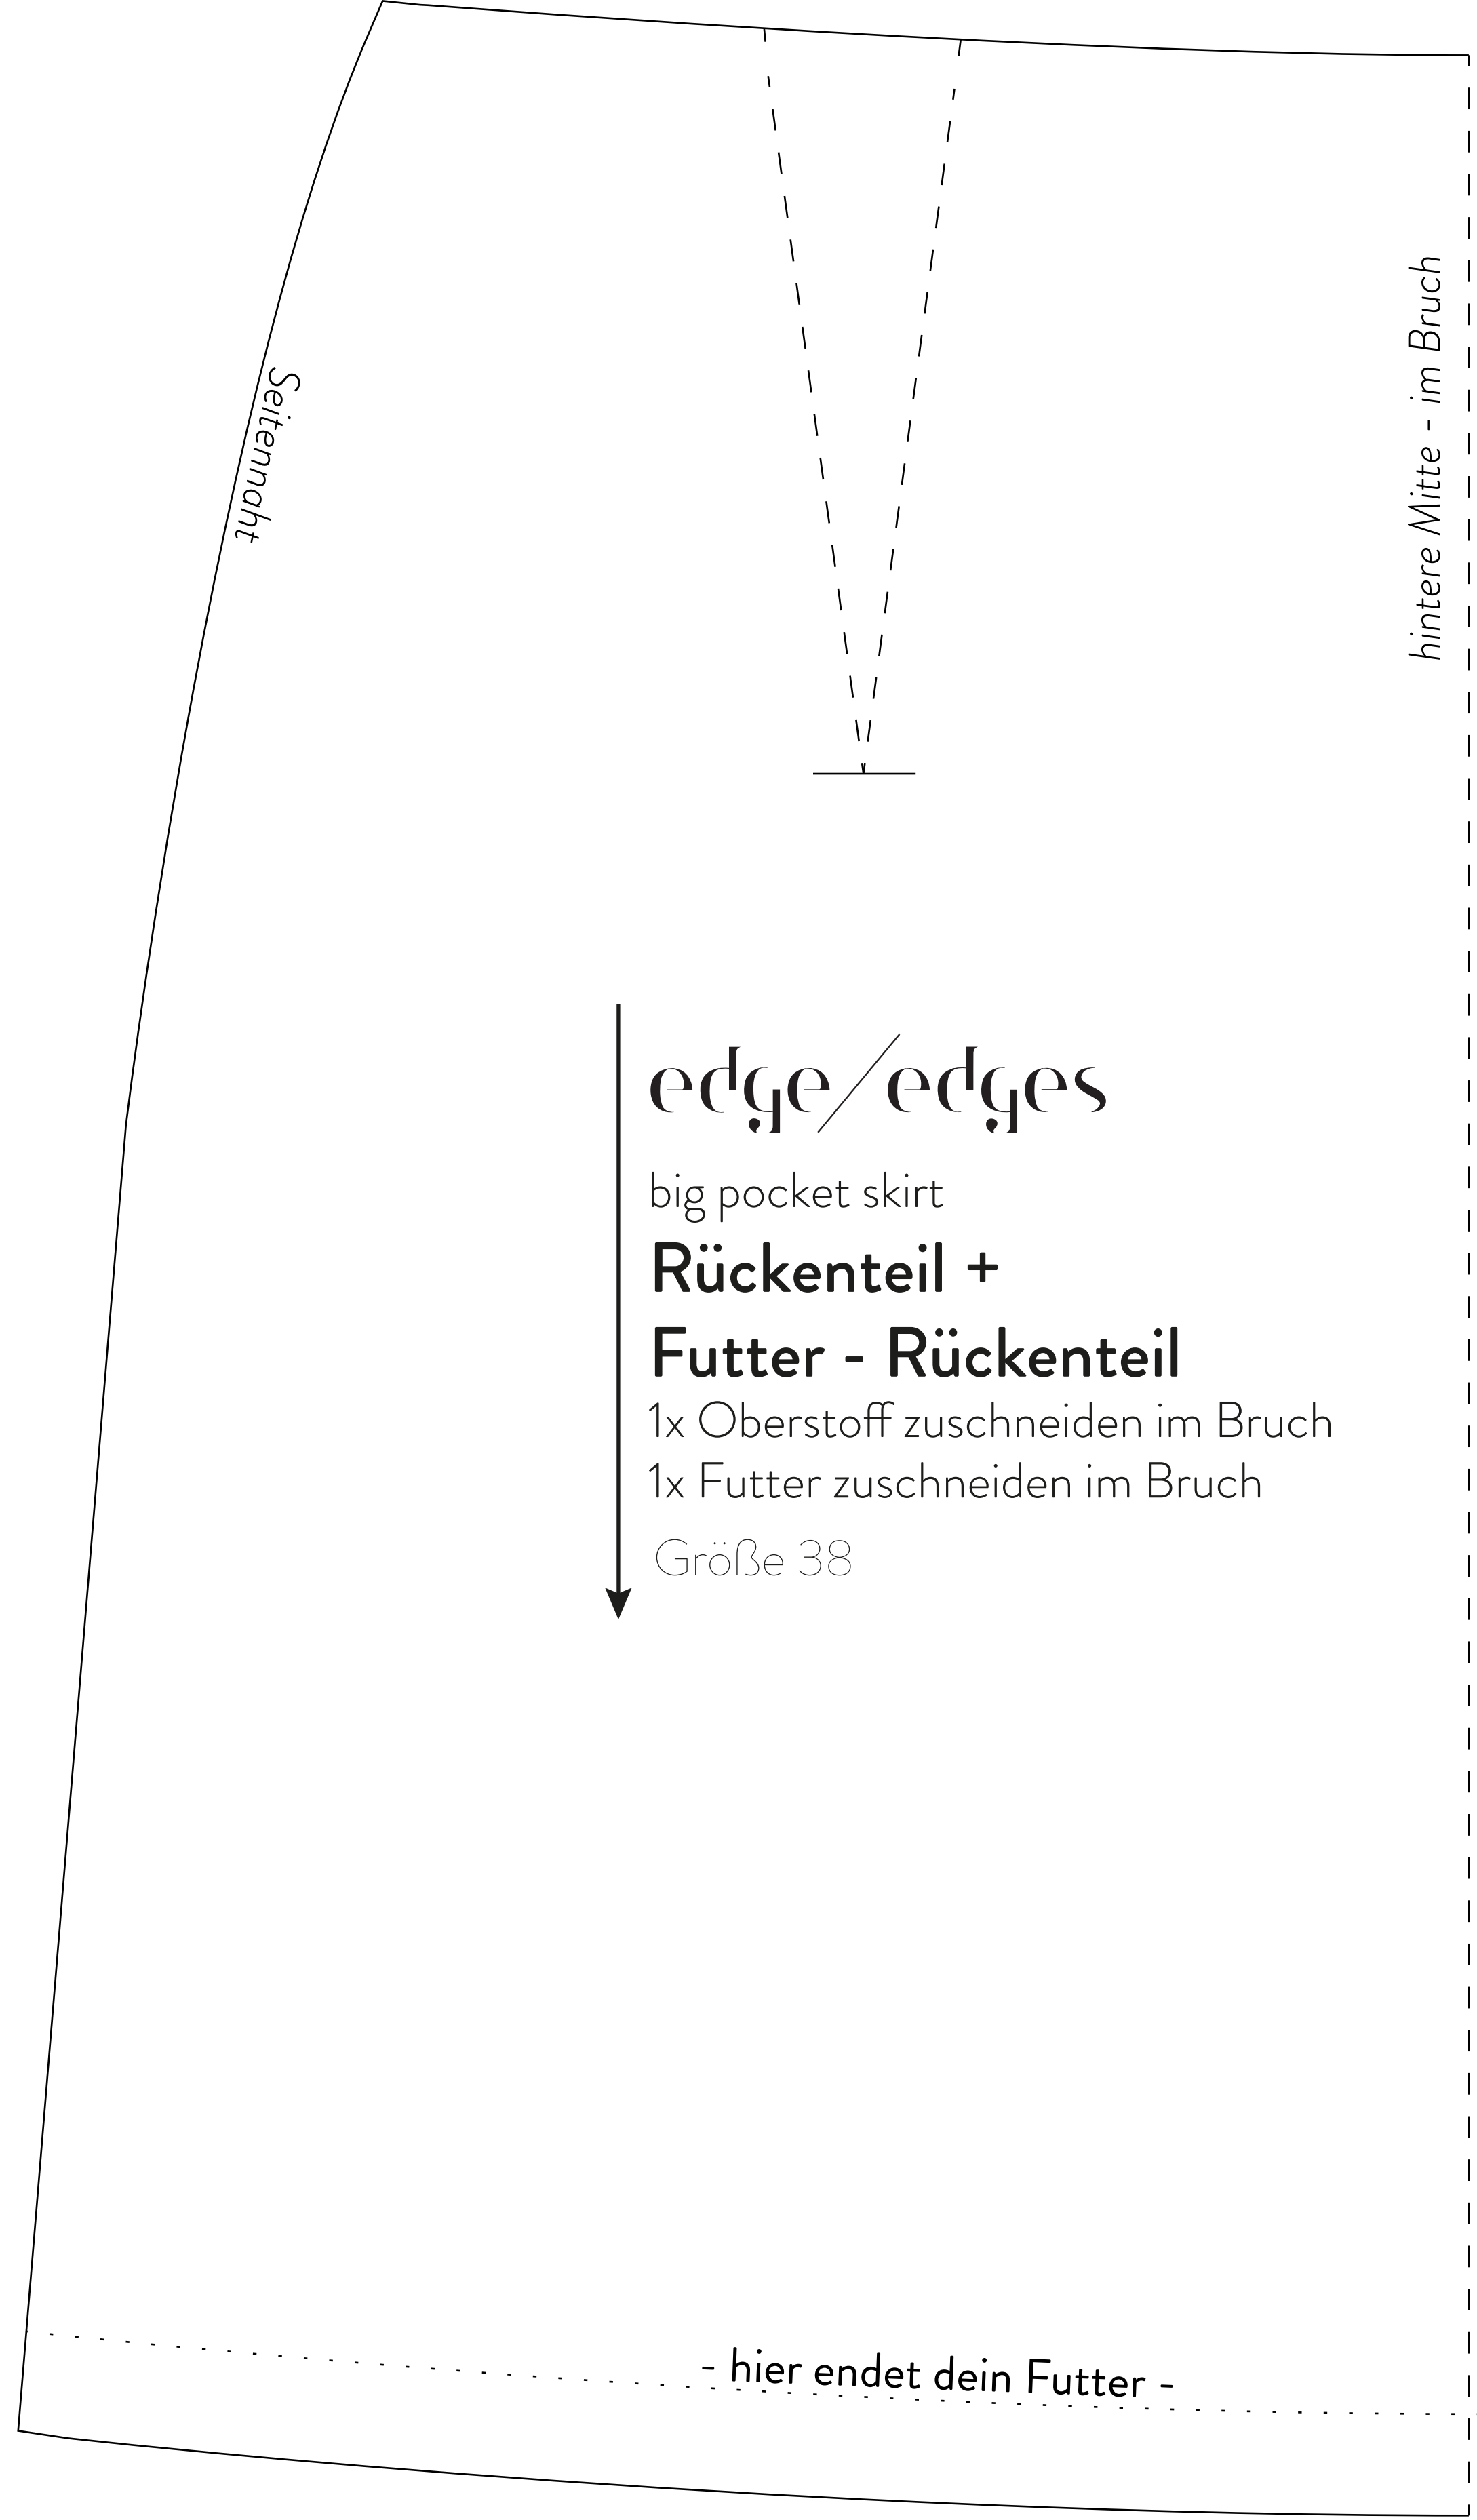 Seitennaht
hintere Mitte - im Bruch
edge/edges
big pocket skirt
Rückenteil +
Futter - Rückenteil
1x Oberstoff zuschneiden im Bruch
1x Futter zuschneiden im Bruch
Größe 38
- hier endet dein Futter -